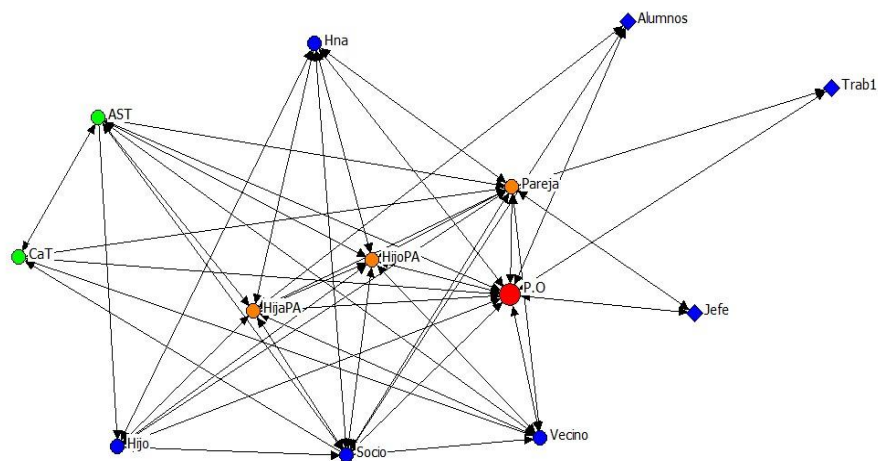 Alumnos
Hna
Trab1
AST
Pareja
CaT
HijoPA
P.O
HijaPA
Jefe
Vecino
Hijo
Socio